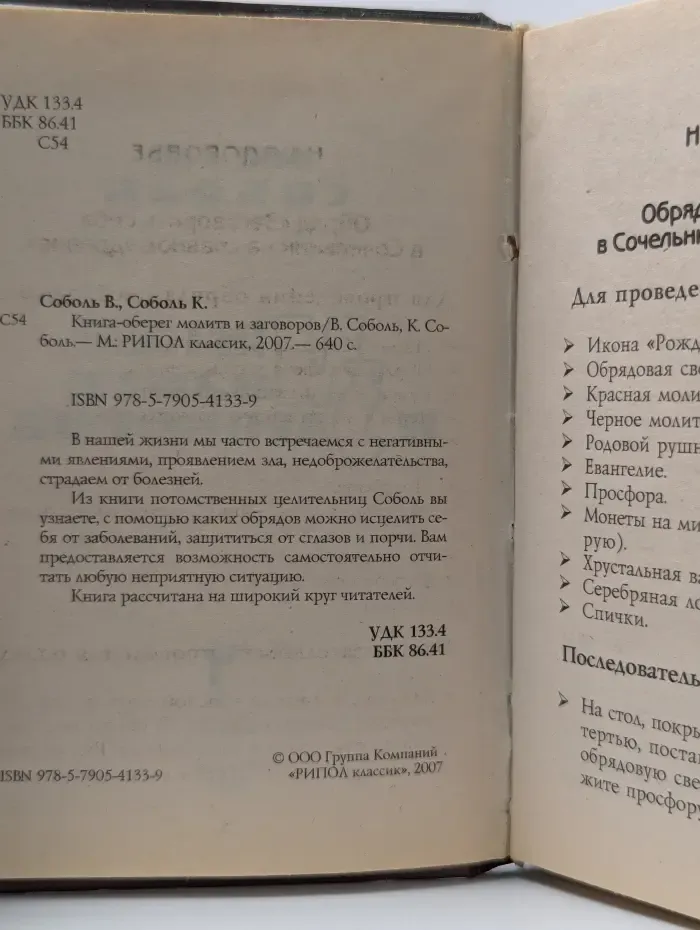 УДК 133.4
ББК 86.41
С54
Соболь В., Соболь К.
С54
Книга-оберег молитв и заговоров/В. Соболь, К. Со-
боль.— М.: РИПОЛ классик, 2007.— 640 с.
ISBN 978-5-7905-4133-9
В нашей жизни мы часто встречаемся с негативны-
ми явлениями, проявлением зла, недоброжелательства,
страдаем от болезней.
Из книги потомственных целительниц Соболь вы
узнаете, с помощью каких обрядов можно исцелить се-
бя от заболеваний, защититься от сглазов и порчи. Вам
предоставляется возможность самостоятельно отчи-
тать любую неприятную ситуацию.
Книга рассчитана на широкий круг читателей.
УДК 133.4
ББК 86.41
ISBN 978-5-7905-4133-9
© ООО Группа Компаний
«РИПОЛ классик», 2007
Н
Обряд
в Сочельни
Для проведе
➤ Икона «Рожд
➤ Обрядовая све
➤ Красная моли
➤ Черное молит
➤ Родовой рушн
➤ Евангелие.
➤ Просфора.
➤ Монеты на ми
рую).
➤ Хрустальная ва
➤ Серебряная ло
➤ Спички.
Последователь
➤ На стол, покры
тертью, поста
обрядовую све
жите просфору